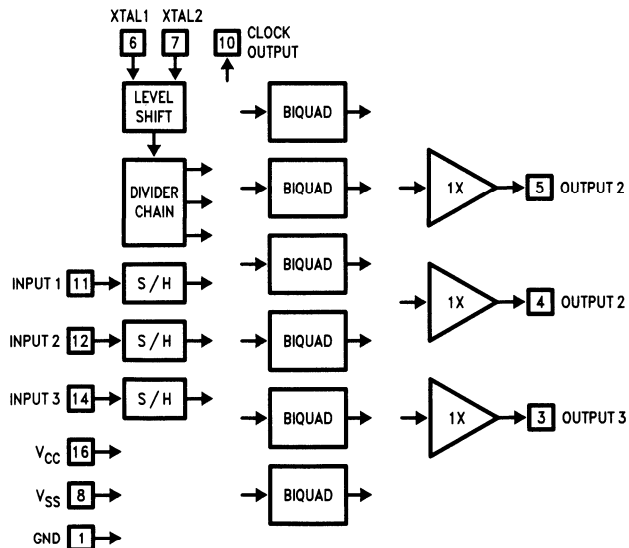 XTAL1 XTAL2
6 7 10 CLOCK
OUTPUT
LEVEL
SHIFT
BIQUAD
DIVIDER
CHAIN
BIQUAD
1X 5 OUTPUT 2
BIQUAD
INPUT 1 11 S/H
1X 4 OUTPUT 2
INPUT 2 12 S/H
BIQUAD
INPUT 3 14 S/H
BIQUAD
1X 3 OUTPUT 3
VCC 16
VSS 8
BIQUAD
GND 1